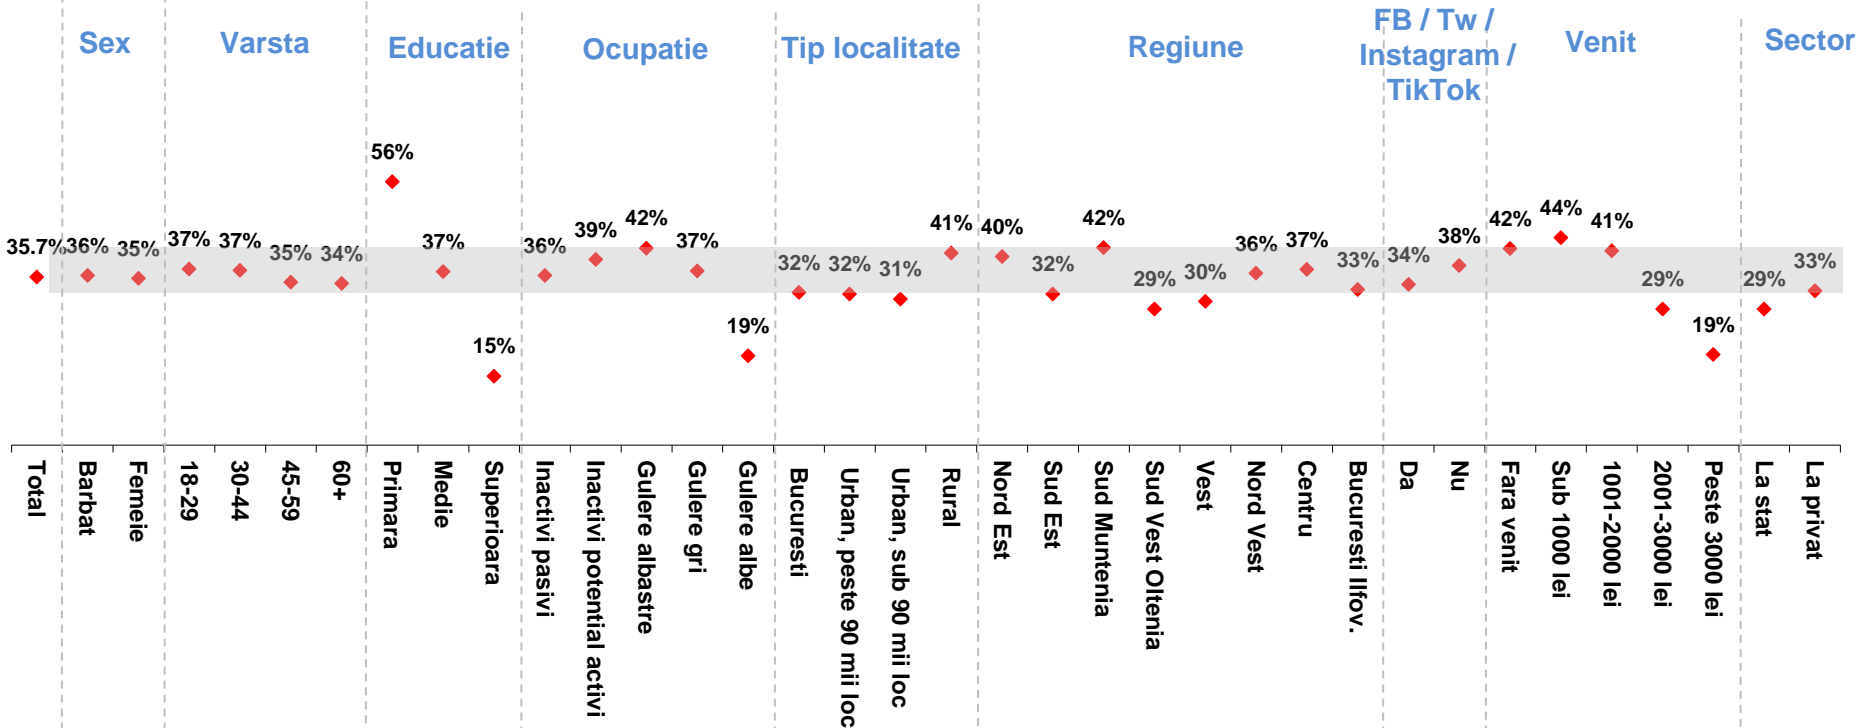 Sex
Varsta
Educatie
Ocupatie
Tip localitate
Regiune
FB / Tw /
Instagram /
TikTok
Venit
Sector
35.7%
36%
35%
37%
37%
35%
34%
56%
37%
15%
36%
39%
42%
37%
19%
32%
32%
31%
41%
40%
32%
42%
29%
30%
36%
37%
33%
34%
38%
42%
44%
41%
29%
19%
29%
33%
Total
Barbat
Femeie
18-29
30-44
45-59
60+
Primara
Medie
Superioara
Inactivi pasivi
Inactivi potential activi
Gulere albastre
Gulere gri
Gulere albe
Bucuresti
Urban, peste 90 mii loc
Urban, sub 90 mii loc
Rural
Nord Est
Sud Est
Sud Muntenia
Sud Vest Oltenia
Vest
Nord Vest
Centru
Bucuresti Ilfov.
Da
Nu
Fara venit
Sub 1000 lei
1001-2000 lei
2001-3000 lei
Peste 3000 lei
La stat
La privat